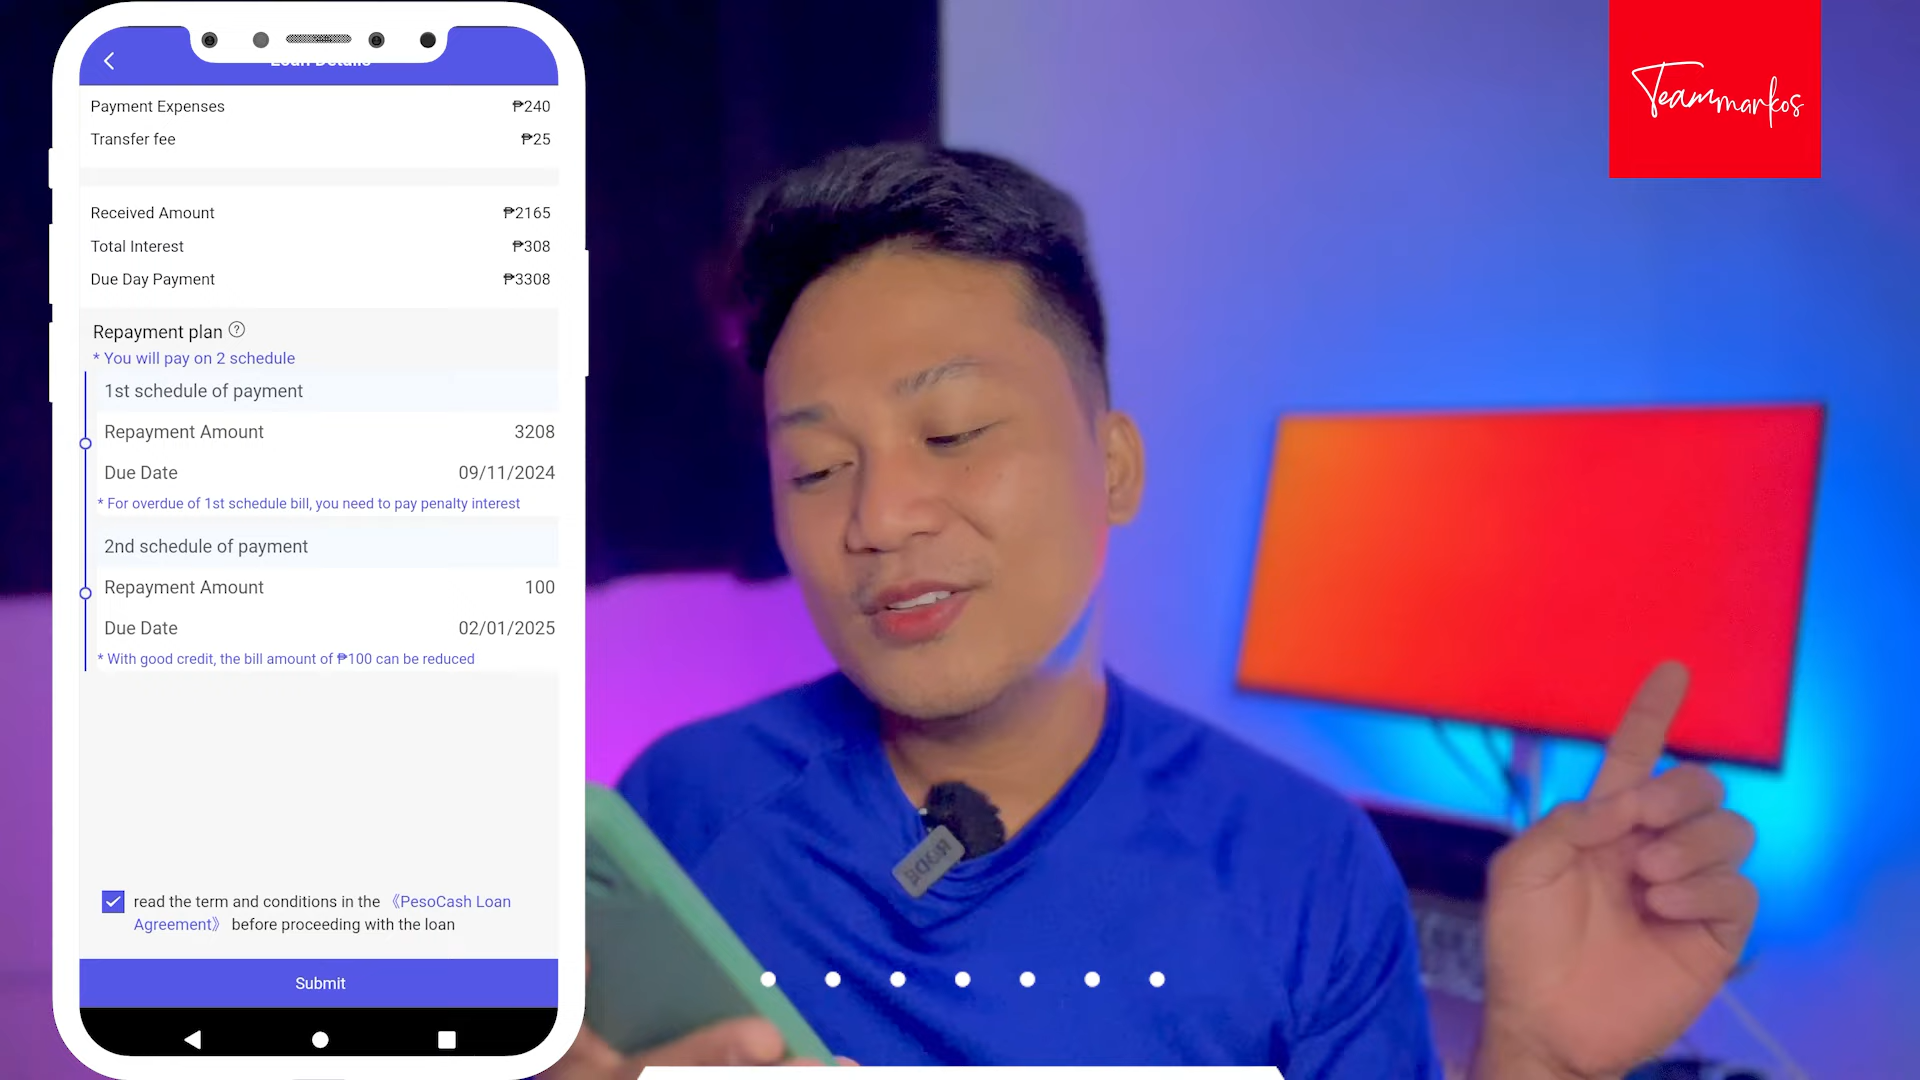 Loan Details
Payment Expenses ₱240
Transfer fee ₱25
Received Amount ₱2165
Total Interest ₱308
Due Day Payment ₱3308
Repayment plan ?
* You will pay on 2 schedule
1st schedule of payment
Repayment Amount 3208
Due Date 09/11/2024
* For overdue of 1st schedule bill, you need to pay penalty interest
2nd schedule of payment
Repayment Amount 100
Due Date 02/01/2025
* With good credit, the bill amount of ₱100 can be reduced
read the term and conditions in the 《PesoCash Loan
Agreement》 before proceeding with the loan
Submit
Teammarkos
RODE